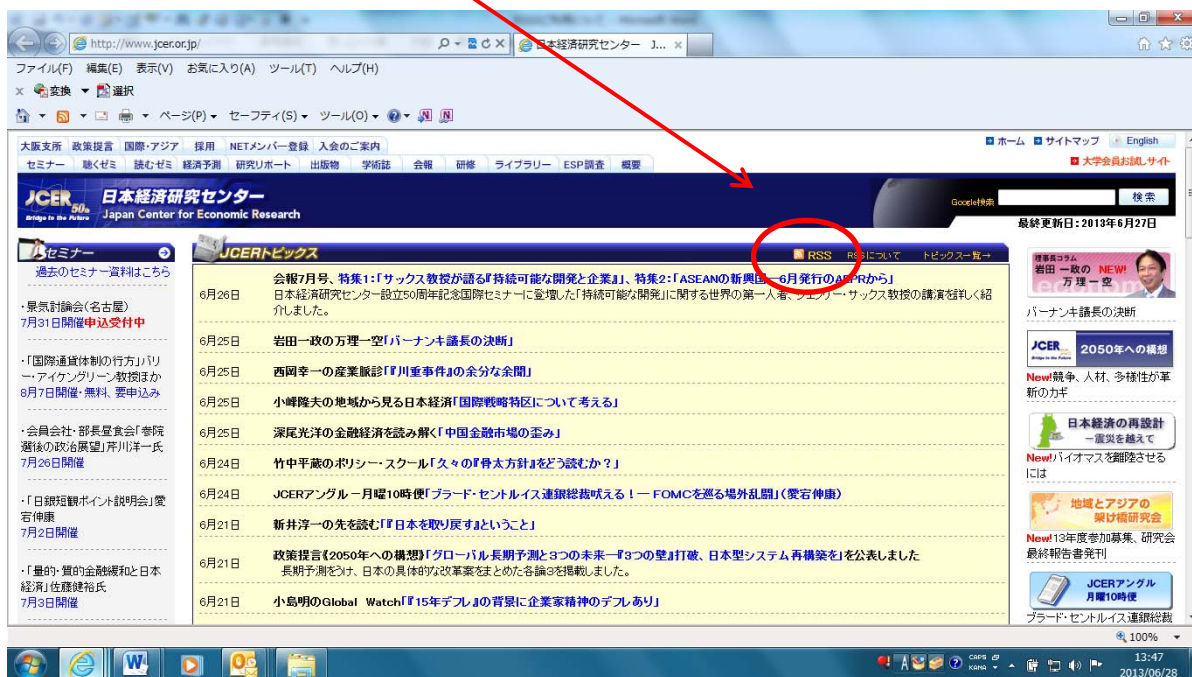 http://www.jcer.or.jp/
日本経済研究センター J...
ファイル(F) 編集(E) 表示(V) お気に入り(A) ツール(T) ヘルプ(H)
変換 選択
ページ(P) セーフティ(S) ツール(O)
大阪支所 政策提言 国際・アジア 採用 NETメンバー登録 入会のご案内
ホーム サイトマップ English
セミナー 聴くゼミ 読むゼミ 経済予測 研究リポート 出版物 学術誌 会報 研修 ライブラリー ESP調査 概要
大学会員お試しサイト
JCER 50th Bridge to the Future
日本経済研究センター
Japan Center for Economic Research
Google検索 検索
最終更新日:2013年6月27日
セミナー
過去のセミナー資料はこちら
・景気討論会(名古屋)
7月31日開催申込受付中
・「国際通貨体制の行方」バリ
ー・アイケングリーン教授ほか
8月7日開催・無料、要申込み
・会員会社・部長昼食会「参院
選後の政治展望」芹川洋一氏
7月26日開催
・「日銀短観ポイント説明会」愛
宕伸康
7月2日開催
・「量的・質的金融緩和と日本
経済」佐藤健裕氏
7月3日開催
JCERトピックス
RSS RSSについて トピックス一覧→
6月26日 会報7月号、特集1:「サックス教授が語る『持続可能な開発と企業』」、特集2:「ASEANの新興国―6月発行のAEPRから」
日本経済研究センター設立50周年記念国際セミナーに登壇した「持続可能な開発」に関する世界の第一人者、ジェフリー・サックス教授の講演を詳しく紹
介しました。
6月25日 岩田一政の万理一空「バーナンキ議長の決断」
6月25日 西岡幸一の産業脈診「『川重事件』の余分な余聞」
6月25日 小峰隆夫の地域から見る日本経済「国際戦略特区について考える」
6月25日 深尾光洋の金融経済を読み解く「中国金融市場の歪み」
6月24日 竹中平蔵のポリシー・スクール「久々の『骨太方針』をどう読むか?」
6月24日 JCERアングル－月曜10時便「ブラード・セントルイス連銀総裁吠える!― FOMCを巡る場外乱闘」(愛宕伸康)
6月21日 新井淳一の先を読む「『日本を取り戻す』ということ」
6月21日 政策提言《2050年への構想》「グローバル長期予測と3つの未来―『3つの壁』打破、日本型システム再構築を」を公表しました
長期予測をうけ、日本の具体的な改革案をまとめた各論3を掲載しました。
6月21日 小島明のGlobal Watch「『15年デフレ』の背景に企業家精神のデフレあり」
理事長コラム
岩田 一政の NEW!
万理一空
バーナンキ議長の決断
JCER 2050年への構想
New!競争、人材、多様性が革
新のカギ
日本経済の再設計
―震災を越えて
New!バイオマスを離陸させる
には
地域とアジアの
架け橋研究会
New!13年度参加募集、研究会
最終報告書発刊
JCERアングル
月曜10時便
ブラード・セントルイス連銀総裁
100%
CAPS
KANA
13:47
2013/06/28